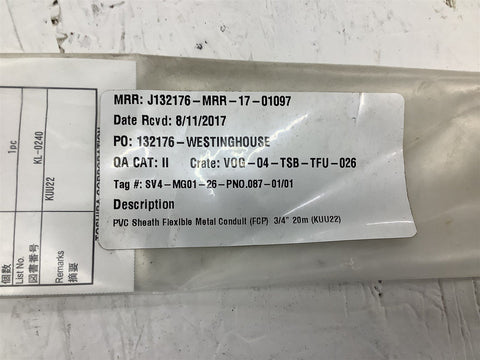 MRR: J132176-MRR-17-01097
Date Rcvd: 8/11/2017
PO: 132176-WESTINGHOUSE
QA CAT: II Crate: VOG-04-TSB-TFU-026
Tag #: SV4-MG01-26-PNO.087-01/01
Description
PVC Sheath Flexible Metal Conduit (FCP) 3/4" 20m (KUU22)
個数 1pc
List No.
図書番号 KL-0240
Remarks KUU22
摘要